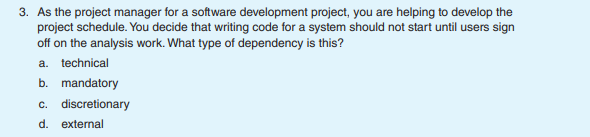 3. As the project manager for a software development project, you are helping to develop the
project schedule. You decide that writing code for a system should not start until users sign
off on the analysis work. What type of dependency is this?
a. technical
b. mandatory
c. discretionary
d. external